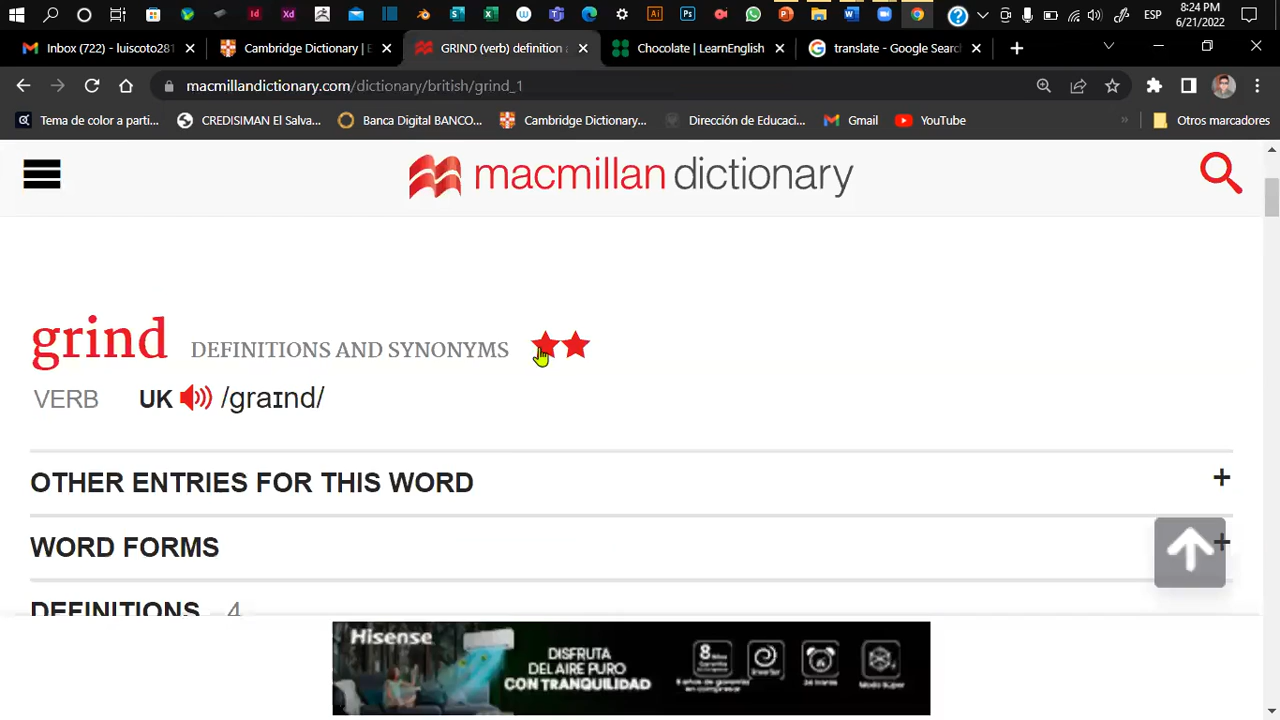 8:24 PM
ESP
6/21/2022
Inbox (722) - luiscoto281
Cambridge Dictionary | E
GRIND (verb) definition a
Chocolate | LearnEnglish
translate - Google Search
macmillandictionary.com/dictionary/british/grind_1
Tema de color a parti...
CREDISIMAN El Salva...
Banca Digital BANCO...
Cambridge Dictionary...
Dirección de Educaci...
Gmail
YouTube
Otros marcadores
macmillan dictionary
grind DEFINITIONS AND SYNONYMS
VERB UK /ɡraɪnd/
OTHER ENTRIES FOR THIS WORD +
WORD FORMS +
DEFINITIONS 4
Hisense
DISFRUTA
DEL AIRE PURO
CON TRANQUILIDAD